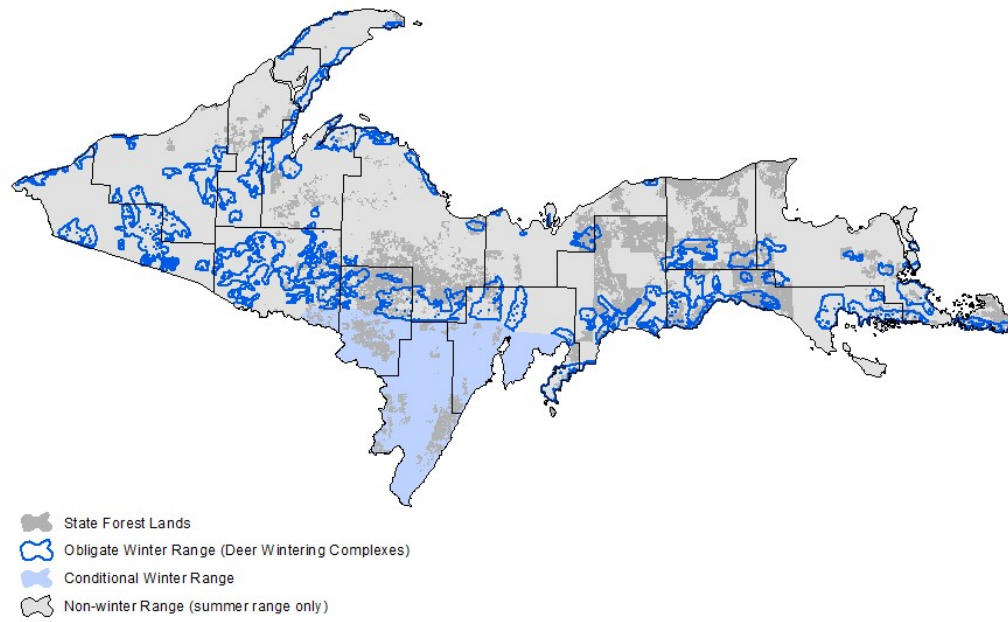 State Forest Lands
Obligate Winter Range (Deer Wintering Complexes)
Conditional Winter Range
Non-winter Range (summer range only)